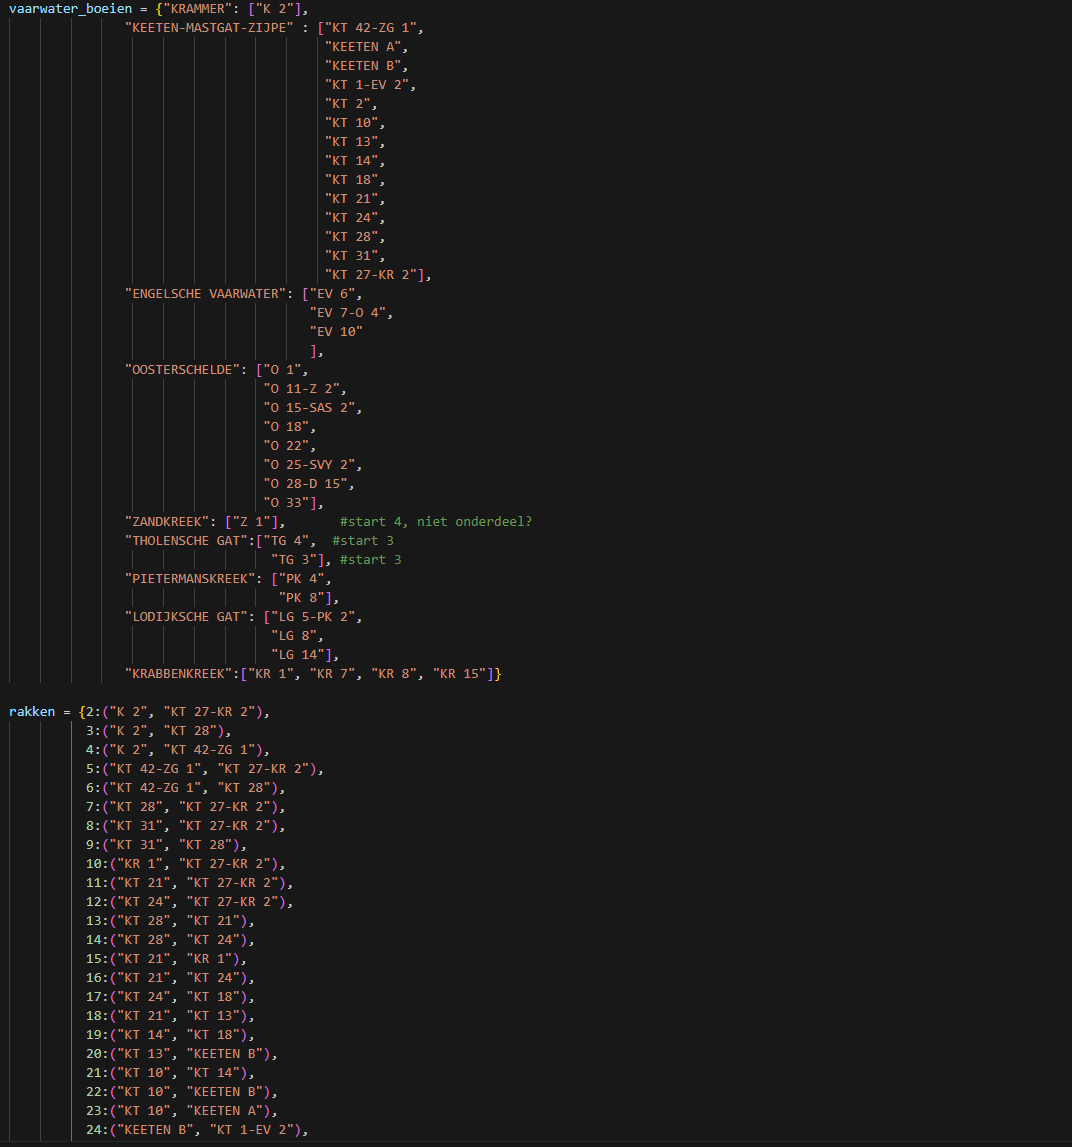 vaarwater_boeien = {"KRAMMER": ["K 2"],
"KEETEN-MASTGAT-ZIJPE" : ["KT 42-ZG 1",
"KEETEN A",
"KEETEN B",
"KT 1-EV 2",
"KT 2",
"KT 10",
"KT 13",
"KT 14",
"KT 18",
"KT 21",
"KT 24",
"KT 28",
"KT 31",
"KT 27-KR 2"],
"ENGELSCHE VAARWATER": ["EV 6",
"EV 7-O 4",
"EV 10"
],
"OOSTERSCHELDE": ["O 1",
"O 11-Z 2",
"O 15-SAS 2",
"O 18",
"O 22",
"O 25-SVY 2",
"O 28-D 15",
"O 33"],
"ZANDKREEK": ["Z 1"], #start 4, niet onderdeel?
"THOLENSCHE GAT":["TG 4", #start 3
"TG 3"], #start 3
"PIETERMANSKREEK": ["PK 4",
"PK 8"],
"LODIJKSCHE GAT": ["LG 5-PK 2",
"LG 8",
"LG 14"],
"KRABBENKREEK":["KR 1", "KR 7", "KR 8", "KR 15"]}
rakken = {2:("K 2", "KT 27-KR 2"),
3:("K 2", "KT 28"),
4:("K 2", "KT 42-ZG 1"),
5:("KT 42-ZG 1", "KT 27-KR 2"),
6:("KT 42-ZG 1", "KT 28"),
7:("KT 28", "KT 27-KR 2"),
8:("KT 31", "KT 27-KR 2"),
9:("KT 31", "KT 28"),
10:("KR 1", "KT 27-KR 2"),
11:("KT 21", "KT 27-KR 2"),
12:("KT 24", "KT 27-KR 2"),
13:("KT 28", "KT 21"),
14:("KT 28", "KT 24"),
15:("KT 21", "KR 1"),
16:("KT 21", "KT 24"),
17:("KT 24", "KT 18"),
18:("KT 21", "KT 13"),
19:("KT 14", "KT 18"),
20:("KT 13", "KEETEN B"),
21:("KT 10", "KT 14"),
22:("KT 10", "KEETEN B"),
23:("KT 10", "KEETEN A"),
24:("KEETEN B", "KT 1-EV 2"),